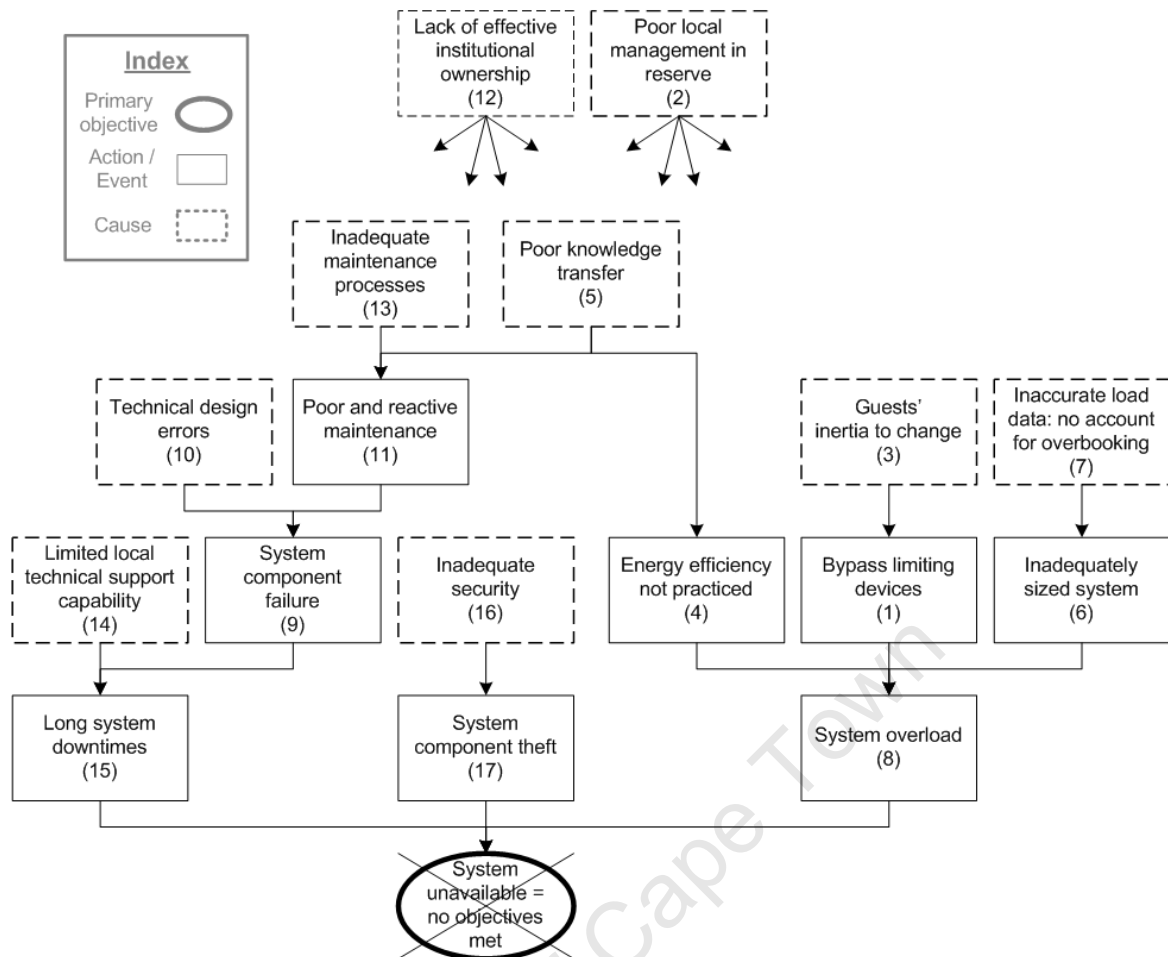 Index
Primary
objective
Action /
Event
Cause
Lack of effective
institutional
ownership
(12)
Poor local
management in
reserve
(2)
Inadequate
maintenance
processes
(13)
Poor knowledge
transfer
(5)
Technical design
errors
(10)
Poor and reactive
maintenance
(11)
Guests'
inertia to change
(3)
Inaccurate load
data: no account
for overbooking
(7)
Limited local
technical support
capability
(14)
System
component
failure
(9)
Inadequate
security
(16)
Energy efficiency
not practiced
(4)
Bypass limiting
devices
(1)
Inadequately
sized system
(6)
Long system
downtimes
(15)
System
component theft
(17)
System overload
(8)
System
unavailable =
no objectives
met
Cape Town